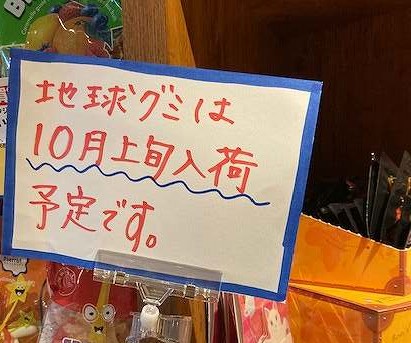 地球グミは
10月上旬入荷
予定です。